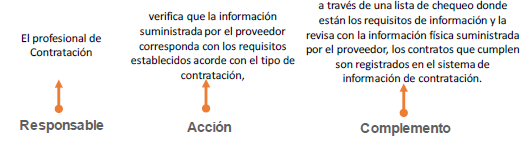 El profesional de
Contratación
verifica que la información
suministrada por el proveedor
corresponda con los requisitos
establecidos acorde con el tipo de
contratación,
a través de una lista de chequeo donde
están los requisitos de información y la
revisa con la información física suministrada
por el proveedor, los contratos que cumplen
son registrados en el sistema de
información de contratación.
Responsable
Acción
Complemento